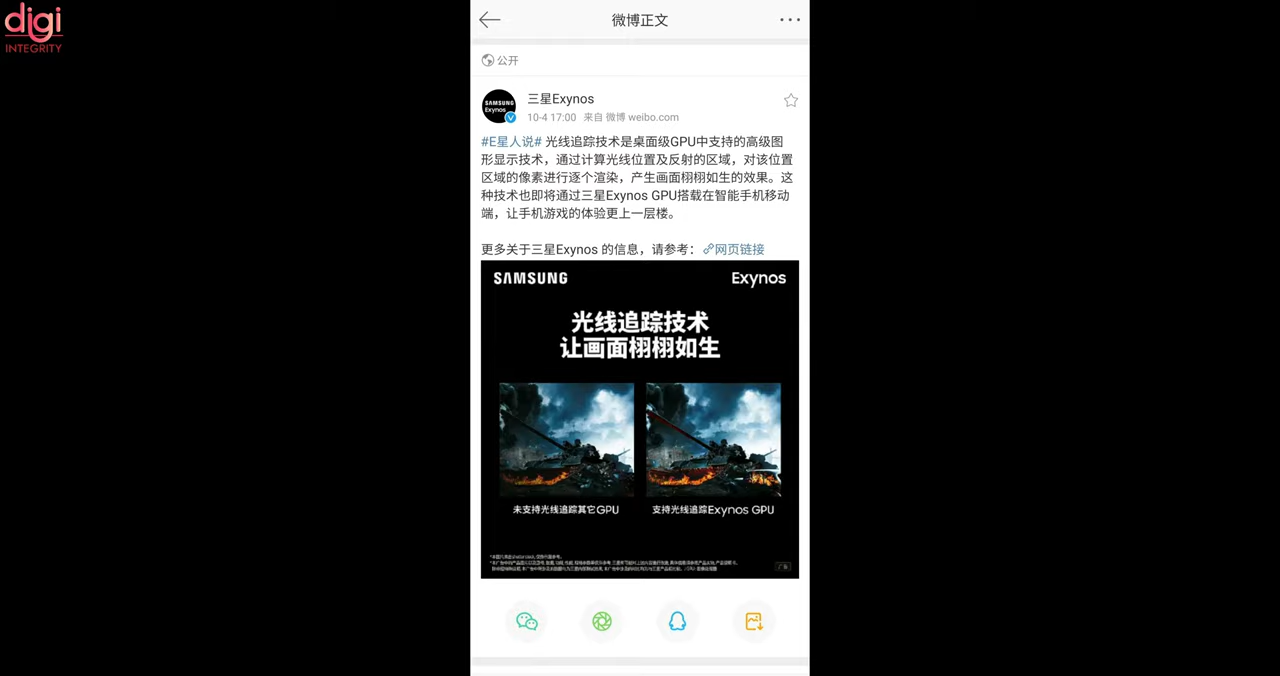 digi
INTEGRITY
微博正文
公开
SAMSUNG
Exynos
三星Exynos
10-4 17:00 来自 微博 weibo.com
#E星人说# 光线追踪技术是桌面级GPU中支持的高级图
形显示技术，通过计算光线位置及反射的区域，对该位置
区域的像素进行逐个渲染，产生画面栩栩如生的效果。这
种技术也即将通过三星Exynos GPU搭载在智能手机移动
端，让手机游戏的体验更上一层楼。
更多关于三星Exynos 的信息，请参考：网页链接
SAMSUNG Exynos
光线追踪技术
让画面栩栩如生
未支持光线追踪其它GPU 支持光线追踪Exynos GPU
广告